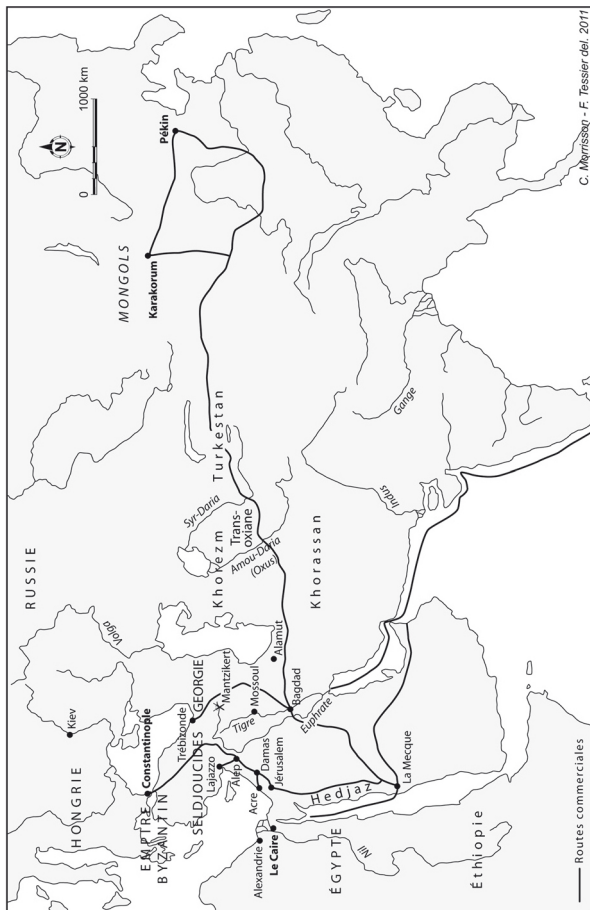 HONGRIE
RUSSIE
Kiev
Volga
MONGOLS
Karakorum
Pékin
N
0 1000 km
EMPIRE
BYZANTIN
Constantinople
Trébizonde
GEORGIE
SELDJOUCIDES
Mantzikert
Lajazzo
Alep
Mossoul
Tigre
Alamut
Khorezm
Syr-Daria
Trans-
oxiane
Amou-Daria
(Oxus)
Turkestan
Khorassan
Acre
Damas
Jérusalem
Bagdad
Euphrate
Alexandrie
Le Caire
ÉGYPTE
Nil
Hedjaz
La Mecque
Éthiopie
Indus
Gange
Routes commerciales
C. Morrisson - F. Tessier del. 2011